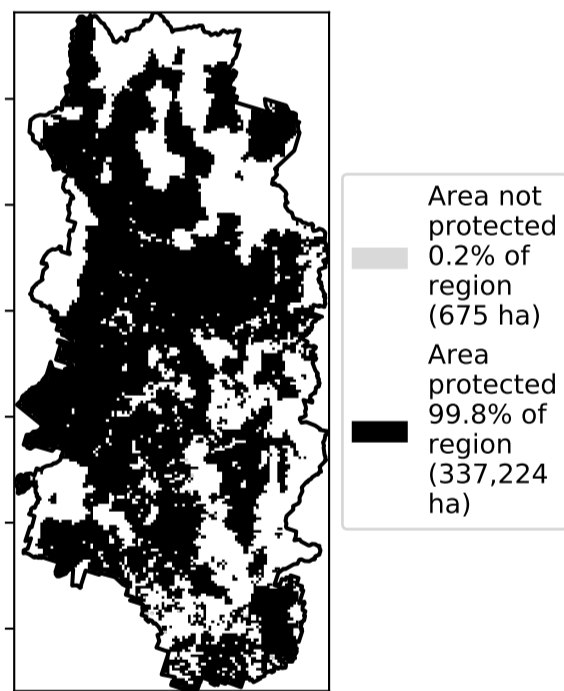 Area not
protected
0.2% of
region
(675 ha)
Area
protected
99.8% of
region
(337,224
ha)